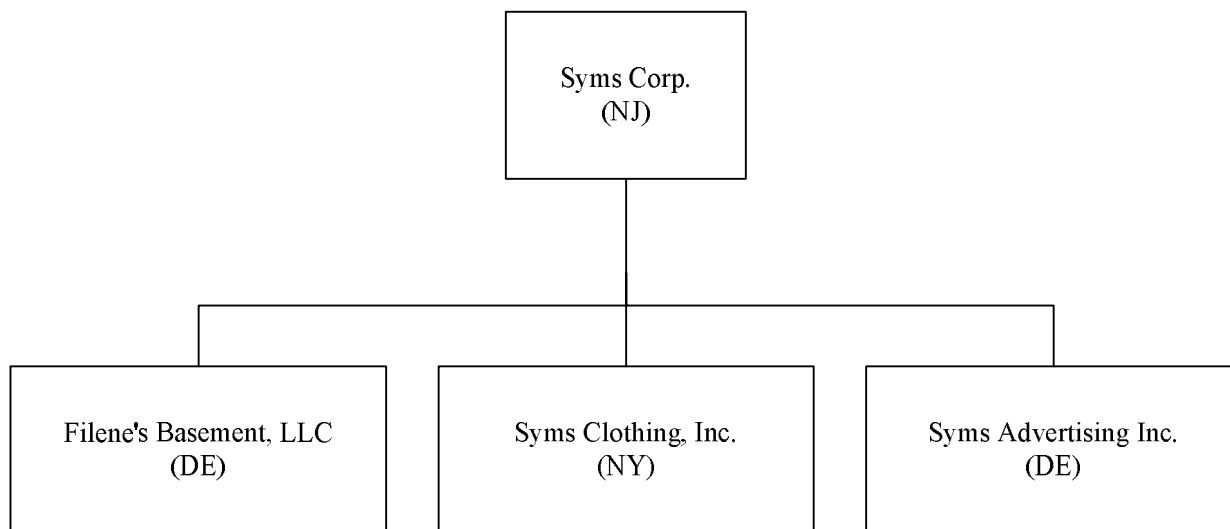 Syms Corp.
(NJ)
Filene's Basement, LLC
(DE)
Syms Clothing, Inc.
(NY)
Syms Advertising Inc.
(DE)